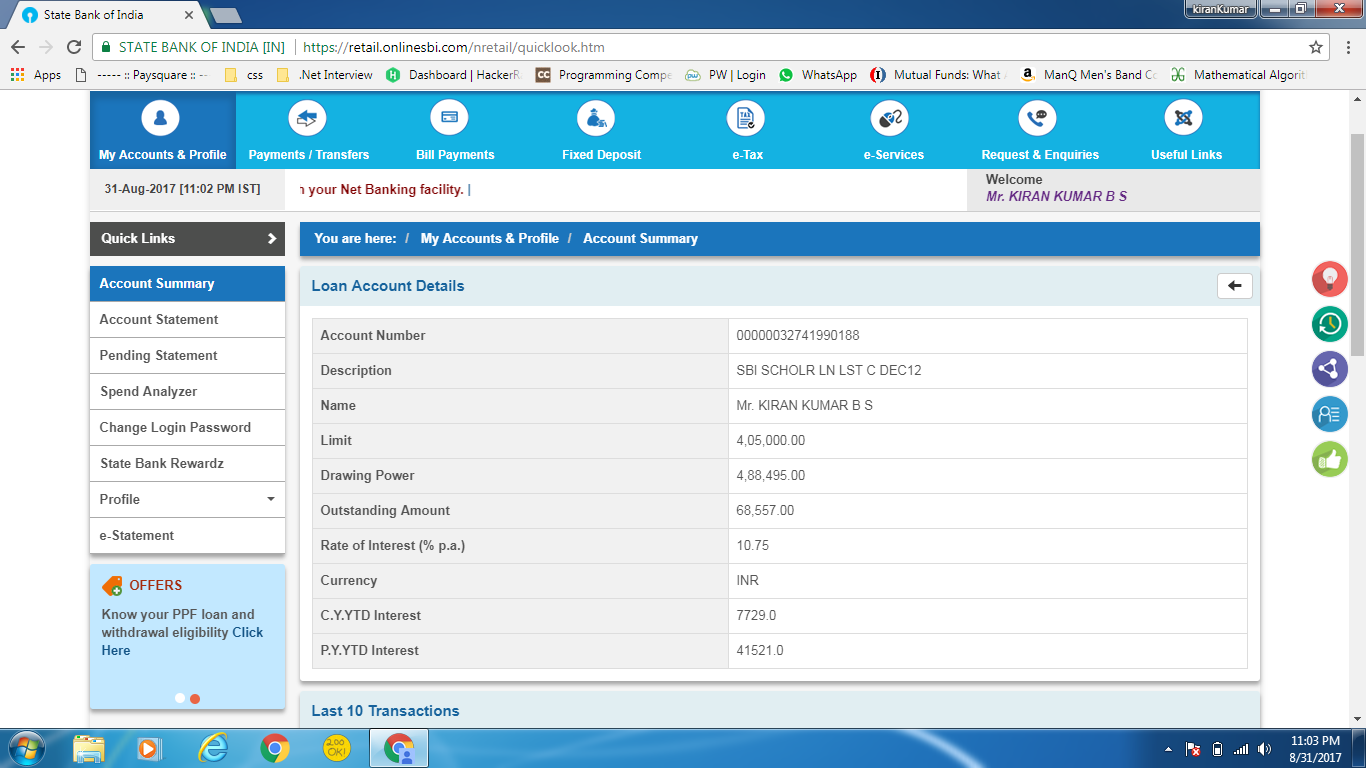 State Bank of India
kiranKumar
STATE BANK OF INDIA [IN] https://retail.onlinesbi.com/nretail/quicklook.htm
Apps ----- :: Paysquare :: -- css .Net Interview Dashboard | HackerR Programming Compe PW | Login WhatsApp Mutual Funds: What ManQ Men's Band Co Mathematical Algorit
My Accounts & Profile Payments / Transfers Bill Payments Fixed Deposit e-Tax e-Services Request & Enquiries Useful Links
31-Aug-2017 [11:02 PM IST] your Net Banking facility. |
Welcome
Mr. KIRAN KUMAR B S
Quick Links
You are here: / My Accounts & Profile / Account Summary
Account Summary
Account Statement
Pending Statement
Spend Analyzer
Change Login Password
State Bank Rewardz
Profile
e-Statement
OFFERS
Know your PPF loan and
withdrawal eligibility Click
Here
Loan Account Details
Account Number 00000032741990188
Description SBI SCHOLR LN LST C DEC12
Name Mr. KIRAN KUMAR B S
Limit 4,05,000.00
Drawing Power 4,88,495.00
Outstanding Amount 68,557.00
Rate of Interest (% p.a.) 10.75
Currency INR
C.Y.YTD Interest 7729.0
P.Y.YTD Interest 41521.0
Last 10 Transactions
200
OK!
11:03 PM
8/31/2017